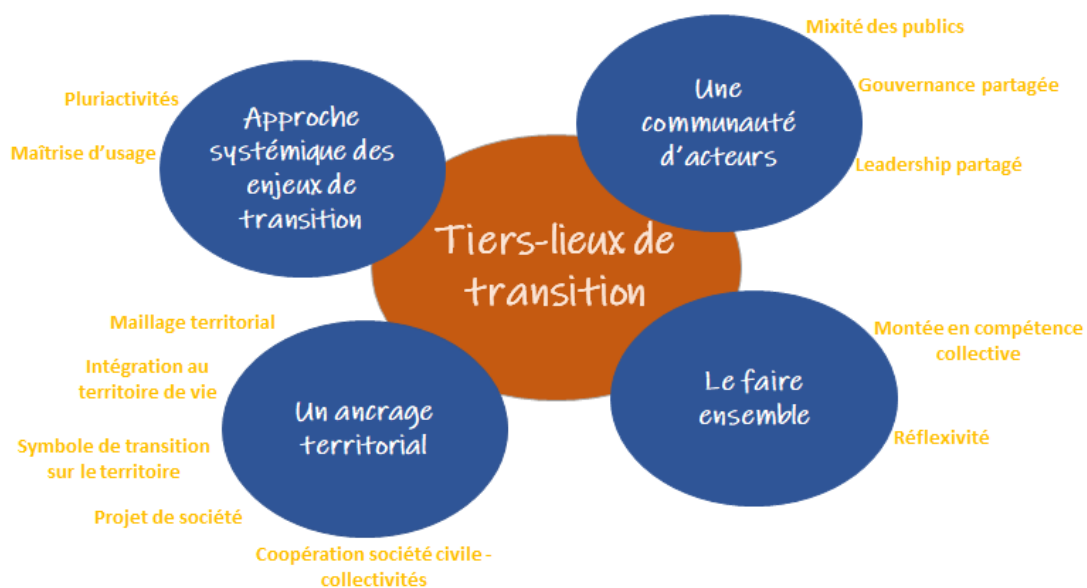 Mixité des publics
Gouvernance partagée
Leadership partagé
Une
communauté
d'acteurs
Pluriactivités
Maîtrise d'usage
Approche
systémique des
enjeux de
transition
Tiers-lieux de
transition
Maillage territorial
Intégration au
territoire de vie
Symbole de transition
sur le territoire
Projet de société
Coopération société civile -
collectivités
Un ancrage
territorial
Le faire
ensemble
Montée en compétence
collective
Réflexivité